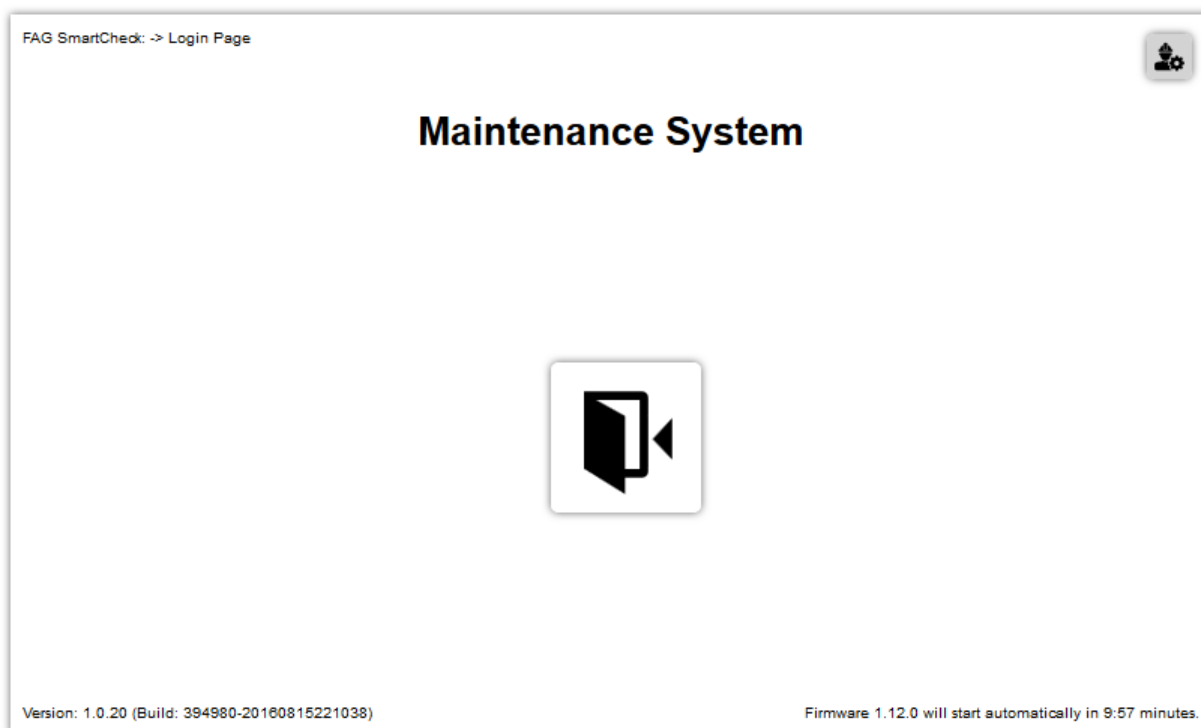 FAG SmartCheck: -> Login Page
Maintenance System
Version: 1.0.20 (Build: 394980-20160815221038)
Firmware 1.12.0 will start automatically in 9:57 minutes.